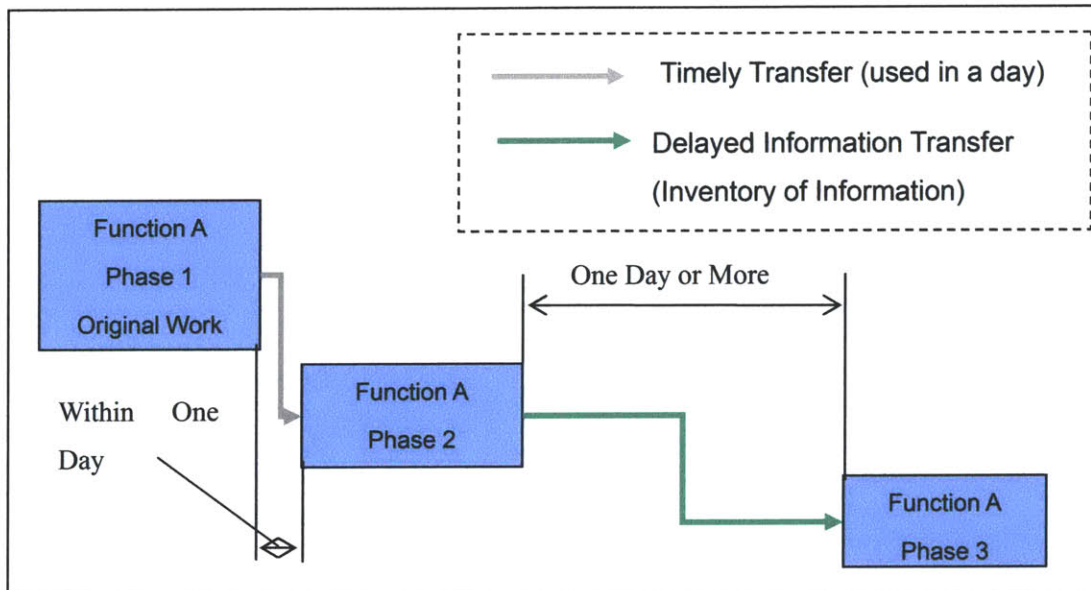 Timely Transfer (used in a day)
Delayed Information Transfer
(Inventory of Information)
Function A
Phase 1
Original Work
One Day or More
Within One
Day
Function A
Phase 2
Function A
Phase 3